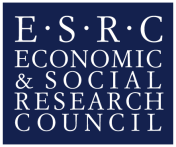 E·S·R·C
ECONOMIC
& SOCIAL
RESEARCH
COUNCIL